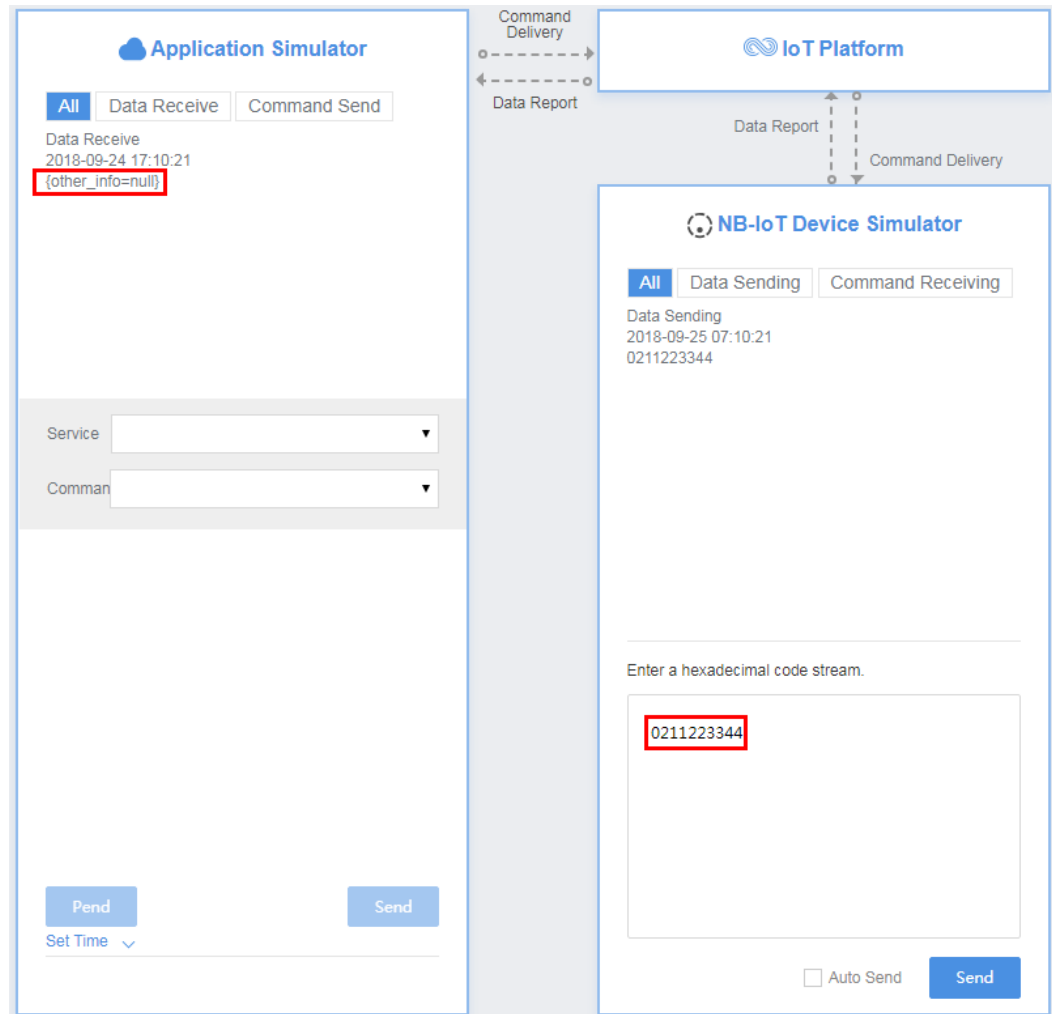 Application Simulator
All Data Receive Command Send
Data Receive
2018-09-24 17:10:21
{other_info=null}
Service
Comman
Pend Send
Set Time
Command
Delivery
Data Report
IoT Platform
Data Report
Command Delivery
NB-IoT Device Simulator
All Data Sending Command Receiving
Data Sending
2018-09-25 07:10:21
0211223344
Enter a hexadecimal code stream.
0211223344
Auto Send Send